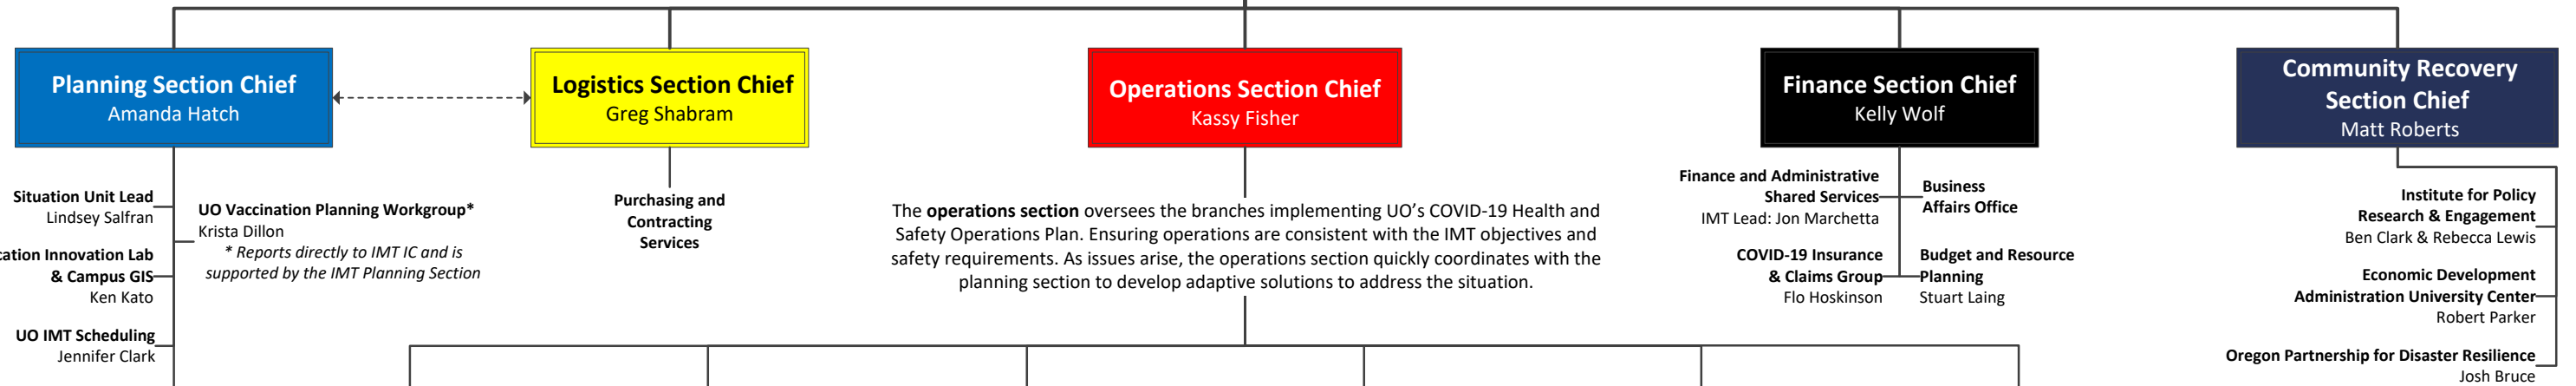 Planning Section Chief
Amanda Hatch
Logistics Section Chief
Greg Shabram
Operations Section Chief
Kassy Fisher
Finance Section Chief
Kelly Wolf
Community Recovery
Section Chief
Matt Roberts
Situation Unit Lead
Lindsey Salfran
UO Vaccination Planning Workgroup*
Krista Dillon
* Reports directly to IMT IC and is
supported by the IMT Planning Section
Innovation Lab
& Campus GIS
Ken Kato
UO IMT Scheduling
Jennifer Clark
Purchasing and
Contracting
Services
The operations section oversees the branches implementing UO's COVID-19 Health and
Safety Operations Plan. Ensuring operations are consistent with the IMT objectives and
safety requirements. As issues arise, the operations section quickly coordinates with the
planning section to develop adaptive solutions to address the situation.
Finance and Administrative
Shared Services
IMT Lead: Jon Marchetta
Business
Affairs Office
COVID-19 Insurance
& Claims Group
Flo Hoskinson
Budget and Resource
Planning
Stuart Laing
Institute for Policy
Research & Engagement
Ben Clark & Rebecca Lewis
Economic Development
Administration University Center
Robert Parker
Oregon Partnership for Disaster Resilience
Josh Bruce